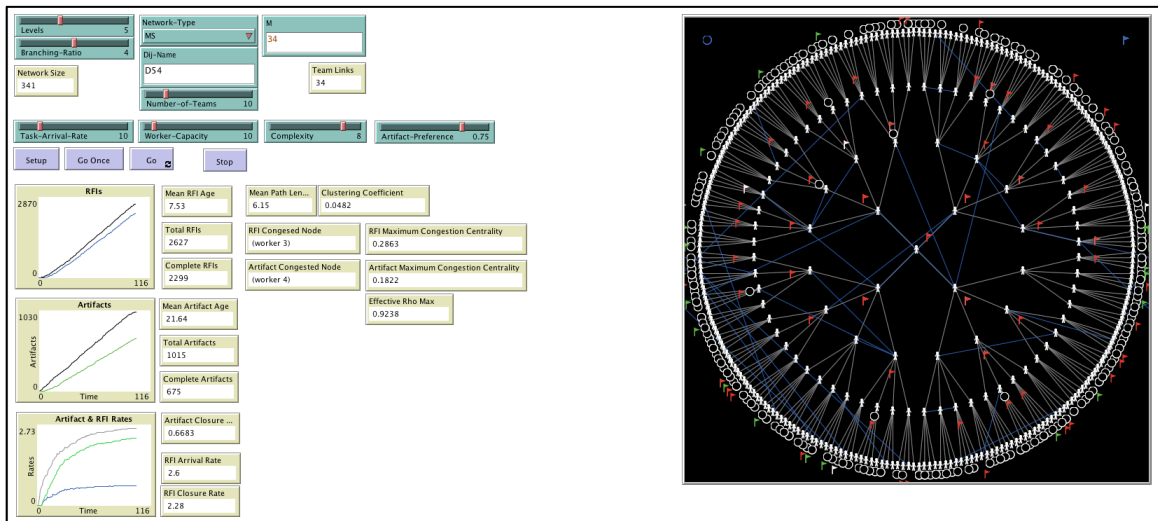 Levels 5
Branching-Ratio 4
Network Size
341
Network-Type
MS
Dij-Name
D54
Number-of-Teams 10
M
34
Team Links
34
Task-Arrival-Rate 10
Worker-Capacity 10
Complexity 8
Artifact-Preference 0.75
Setup
Go Once
Go
Stop
RFIs
2870
0
0 116
Mean RFI Age
7.53
Total RFIs
2627
Complete RFIs
2299
Mean Path Len...
6.15
Clustering Coefficient
0.0482
RFI Congesed Node
(worker 3)
RFI Maximum Congestion Centrality
0.2863
Artifact Congested Node
(worker 4)
Artifact Maximum Congestion Centrality
0.1822
Effective Rho Max
0.9238
Artifacts
1030
Artifacts
0
0 Time 116
Mean Artifact Age
21.64
Total Artifacts
1015
Complete Artifacts
675
Artifact & RFI Rates
2.73
Rates
0
0 Time 116
Artifact Closure ...
0.6683
RFI Arrival Rate
2.6
RFI Closure Rate
2.28